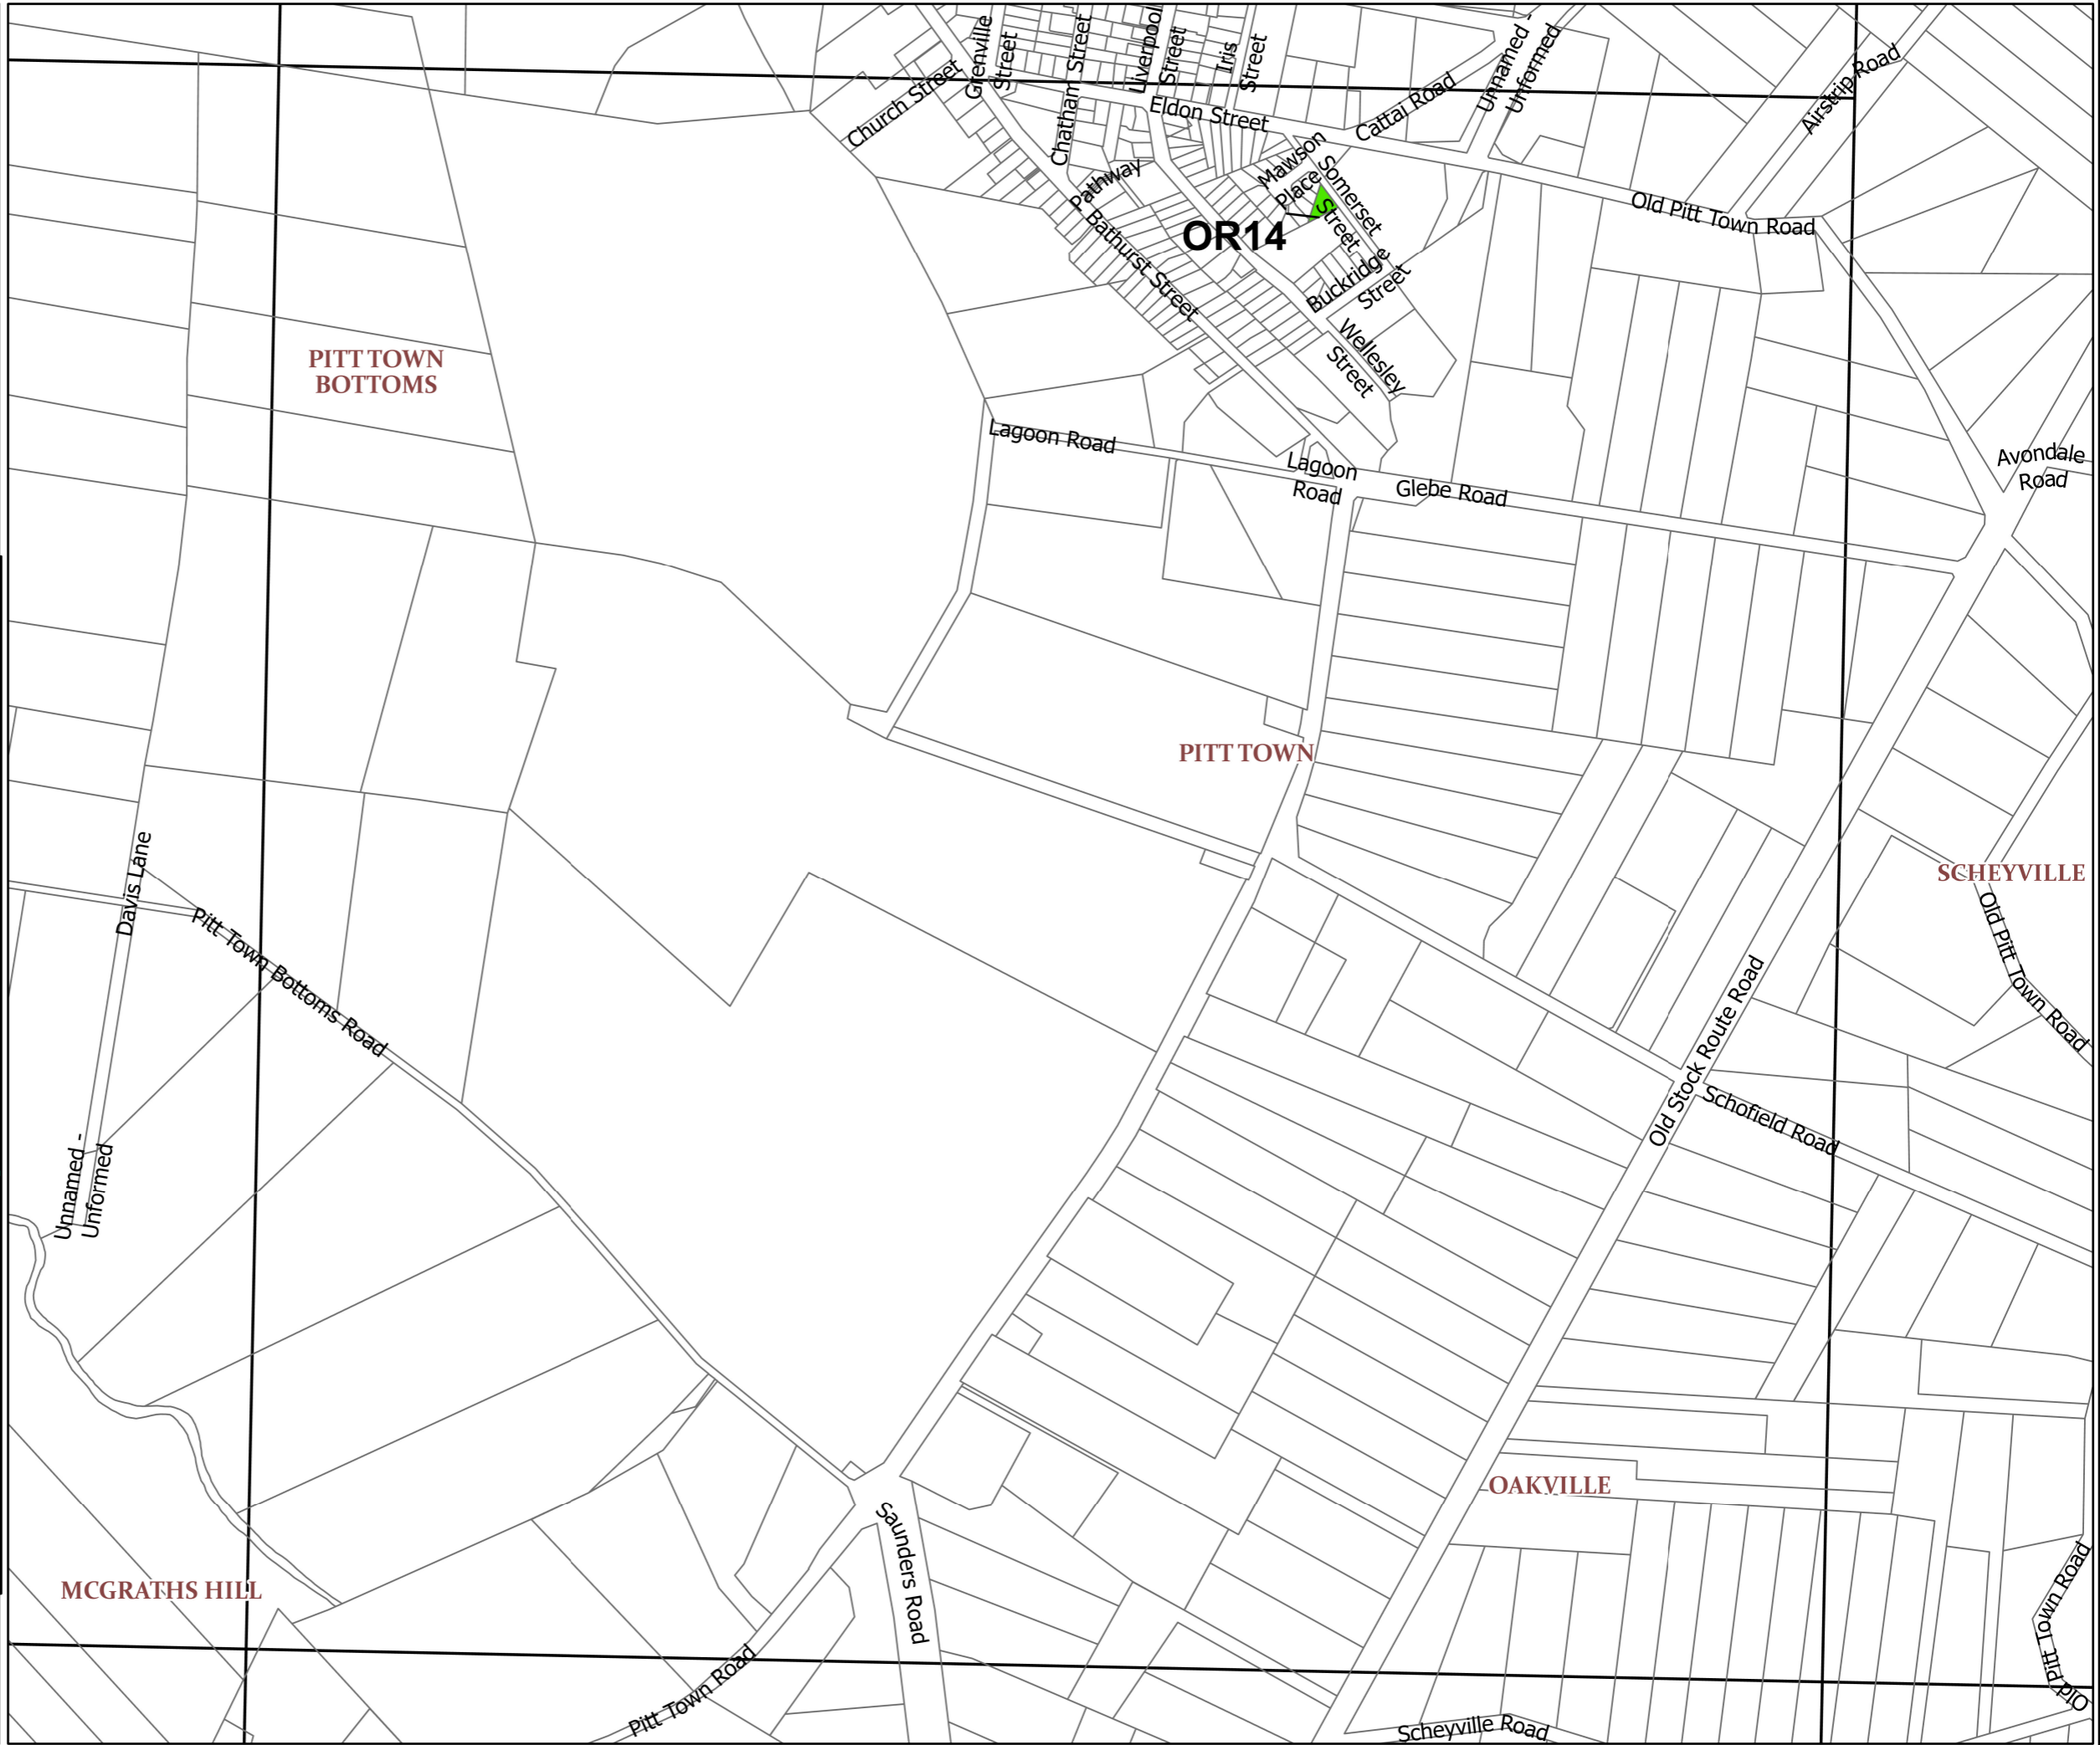 Grenville
Street
Chatham Street
Liverpool
Street
Iris
Street
Unnamed -
Unformed
Airstrip Road
Church Street
Eldon Street
Cattai Road
Pathway
Mawson
Place
Somerset
Street
Old Pitt Town Road
OR14
Bathurst Street
Buckridge
Street
Wellesley
Street
PITT TOWN
BOTTOMS
Lagoon Road
Lagoon
Road
Glebe Road
Avondale
Road
PITT TOWN
SCHEYVILLE
Davis Lane
Pitt Town Bottoms Road
Old Pitt Town Road
Old Stock Route Road
Schofield Road
Unnamed -
Unformed
OAKVILLE
Saunders Road
MCGRATHS HILL
Old Pitt Town Road
Pitt Town Road
Scheyville Road